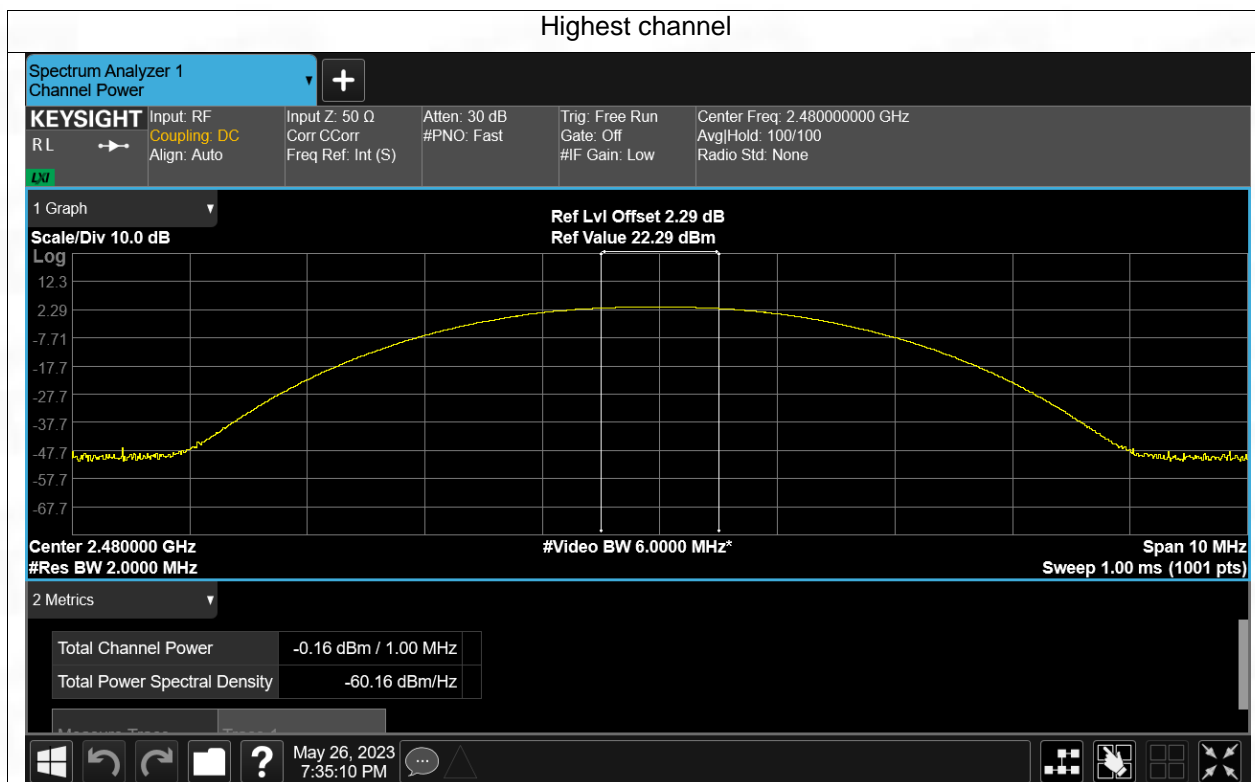 Highest channel
Spectrum Analyzer 1
Channel Power
KEYSIGHT
RL
LXI
Input: RF
Coupling: DC
Align: Auto
Input Z: 50 Ω
Corr CCorr
Freq Ref: Int (S)
Atten: 30 dB
#PNO: Fast
Trig: Free Run
Gate: Off
#IF Gain: Low
Center Freq: 2.480000000 GHz
Avg|Hold: 100/100
Radio Std: None
1 Graph
Scale/Div 10.0 dB
Ref Lvl Offset 2.29 dB
Ref Value 22.29 dBm
Log
12.3
2.29
-7.71
-17.7
-27.7
-37.7
-47.7
-57.7
-67.7
Center 2.480000 GHz
#Res BW 2.0000 MHz
#Video BW 6.0000 MHz*
Span 10 MHz
Sweep 1.00 ms (1001 pts)
2 Metrics
Total Channel Power -0.16 dBm / 1.00 MHz
Total Power Spectral Density -60.16 dBm/Hz
May 26, 2023
7:35:10 PM